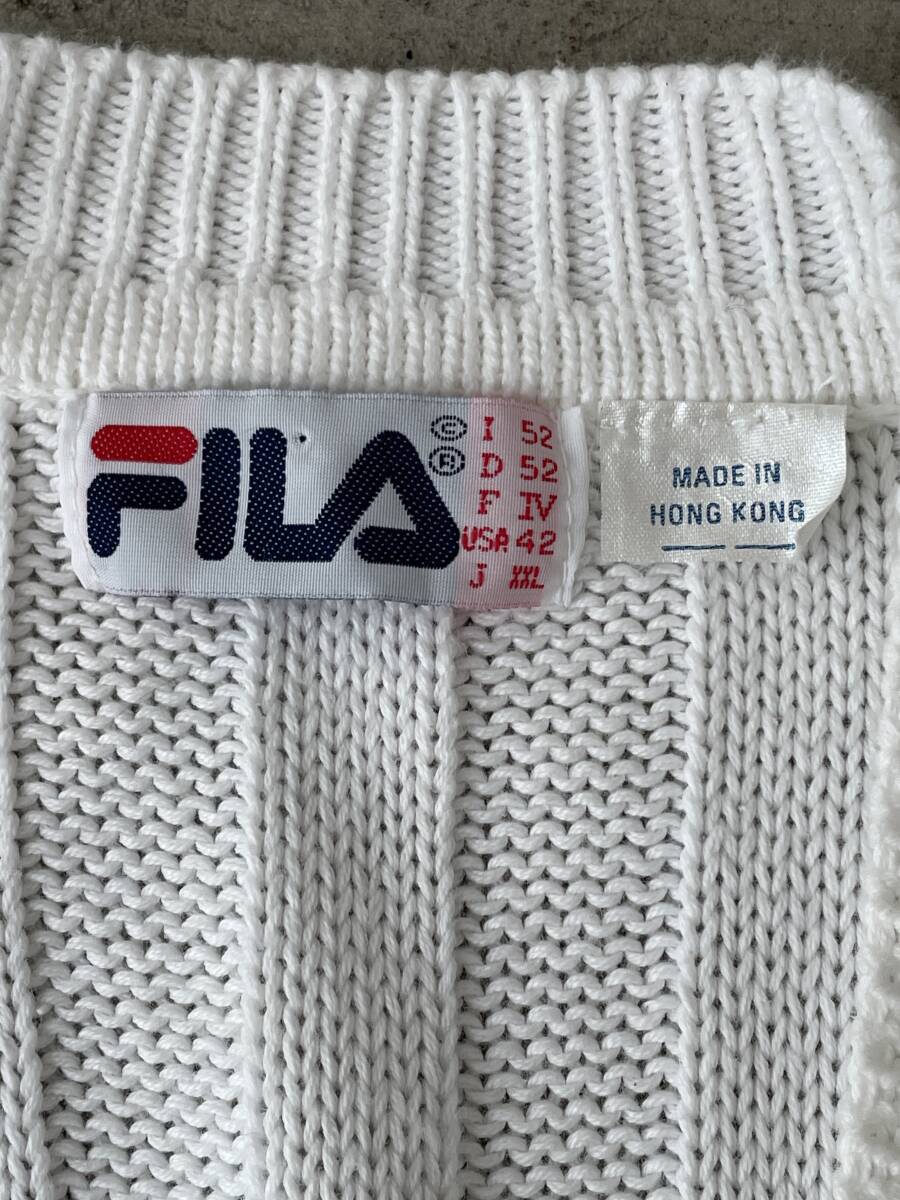 FILA
©
®
I 52
D 52
F IV
USA 42
J XXL
MADE IN
HONG KONG